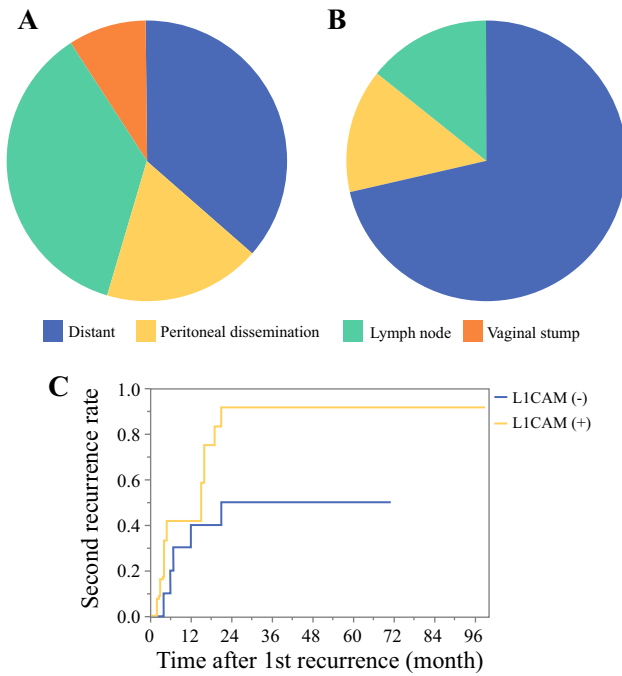 A
B
Distant Peritoneal dissemination Lymph node Vaginal stump
C
Second recurrence rate
1.0
0.8
0.6
0.4
0.2
0.0
0 12 24 36 48 60 72 84 96
Time after 1st recurrence (month)
L1CAM (-)
L1CAM (+)